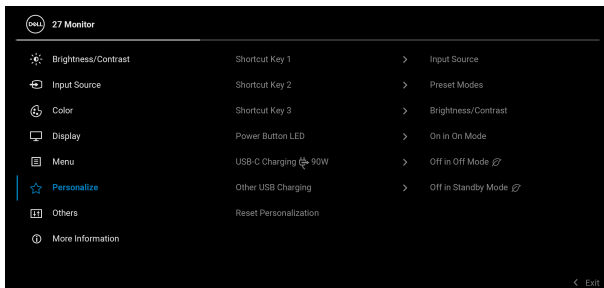 DELL 27 Monitor
Brightness/Contrast Shortcut Key 1 > Input Source
Input Source Shortcut Key 2 > Preset Modes
Color Shortcut Key 3 > Brightness/Contrast
Display Power Button LED > On in On Mode
Menu USB-C Charging 90W > Off in Off Mode
Personalize Other USB Charging > Off in Standby Mode
Others Reset Personalization
More Information
< Exit